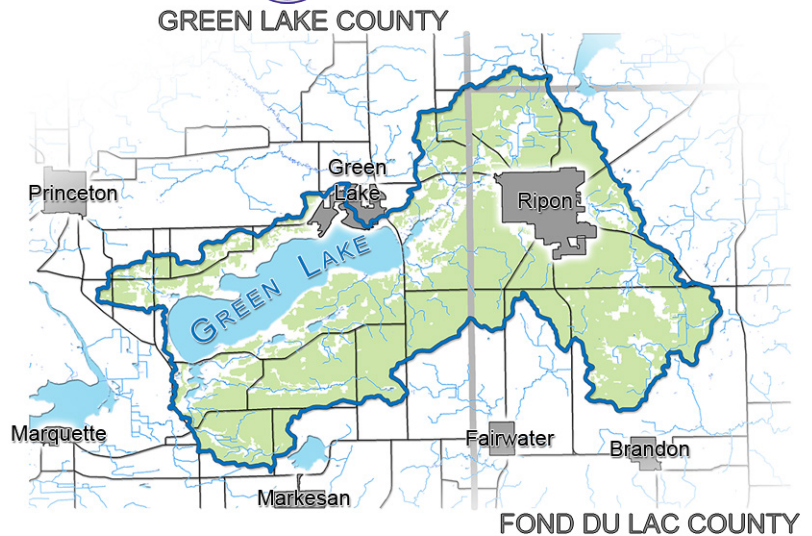 GREEN LAKE COUNTY
Green
Lake
Princeton
Ripon
GREEN LAKE
Marquette
Fairwater
Brandon
Markesan
FOND DU LAC COUNTY